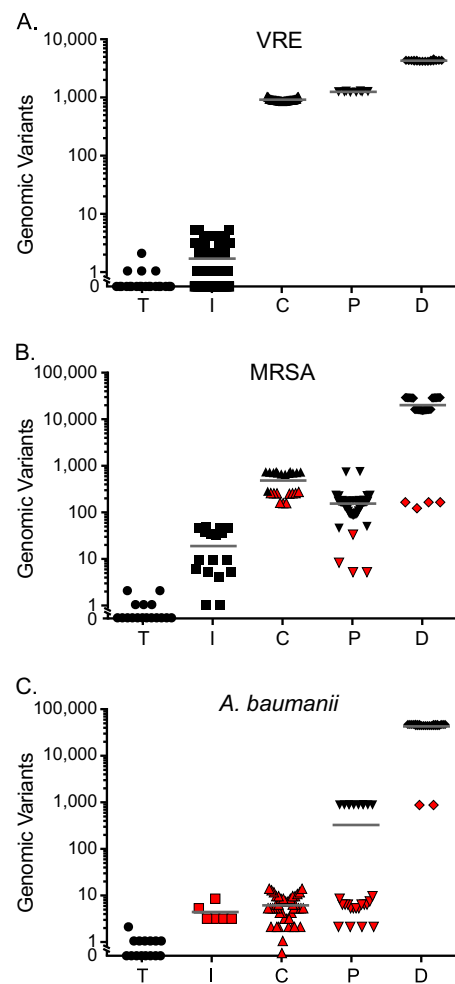 A.
VRE
Genomic Variants
10,000
1,000
100
10
1
0
T I C P D
B.
MRSA
Genomic Variants
100,000
10,000
1,000
100
10
1
0
T I C P D
C.
A. baumanii
Genomic Variants
100,000
10,000
1,000
100
10
1
0
T I C P D